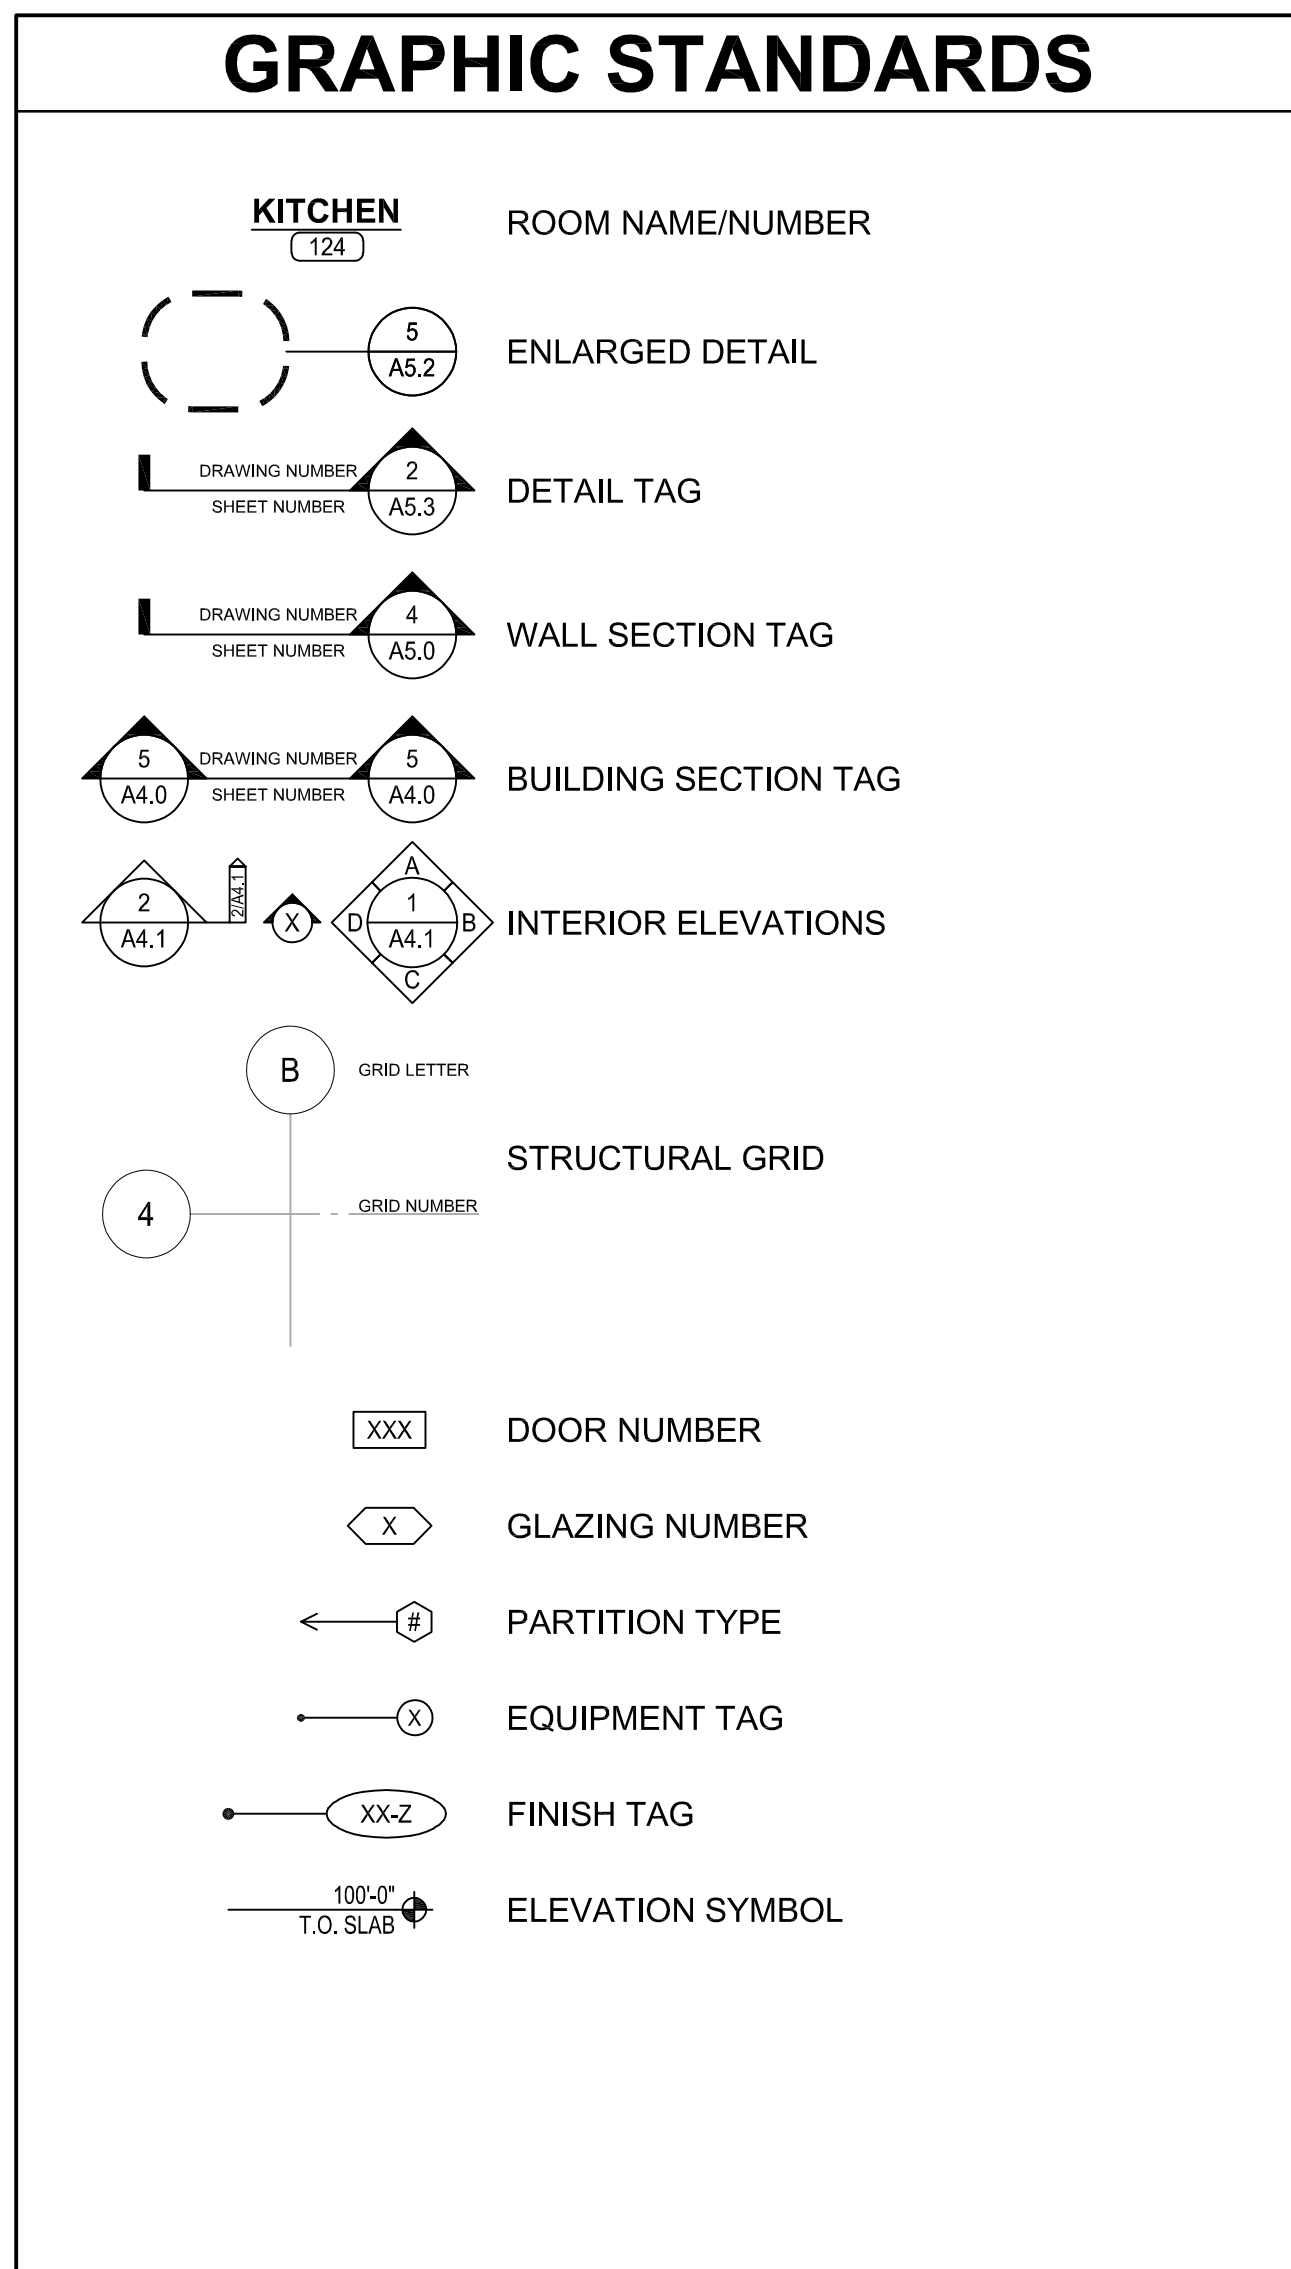 GRAPHIC STANDARDS
KITCHEN
124
ROOM NAME/NUMBER
5
A5.2
ENLARGED DETAIL
DRAWING NUMBER
SHEET NUMBER
2
A5.3
DETAIL TAG
DRAWING NUMBER
SHEET NUMBER
4
A5.0
WALL SECTION TAG
5
A4.0
DRAWING NUMBER
SHEET NUMBER
5
A4.0
BUILDING SECTION TAG
2
A4.1
2/A4.1
X
A
D
1
A4.1
B
C
INTERIOR ELEVATIONS
B
GRID LETTER
STRUCTURAL GRID
4
GRID NUMBER
XXX
DOOR NUMBER
X
GLAZING NUMBER
#
PARTITION TYPE
X
EQUIPMENT TAG
XX-Z
FINISH TAG
100'-0"
T.O. SLAB
ELEVATION SYMBOL